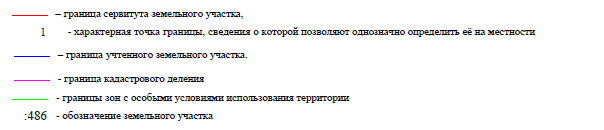 – граница сервитута земельного участка,
1 - характерная точка границы, сведения о которой позволяют однозначно определить её на местности
– граница учтенного земельного участка.
- граница кадастрового деления
- границы зон с особыми условиями использования территории
:486 - обозначение земельного участка